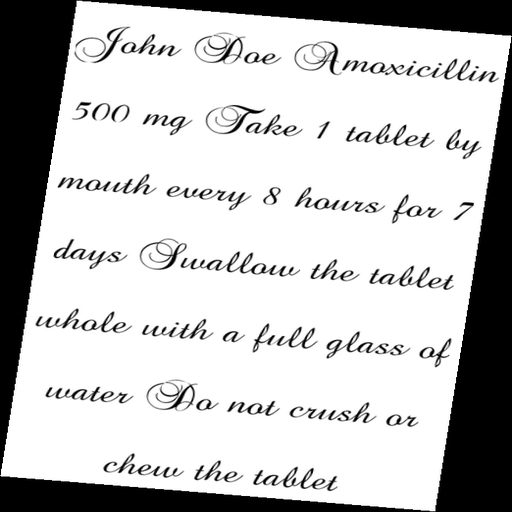 John Doe Amoxicillin
500 mg Take 1 tablet by
mouth every 8 hours for 7
days Swallow the tablet
whole with a full glass of
water Do not crush or
chew the tablet